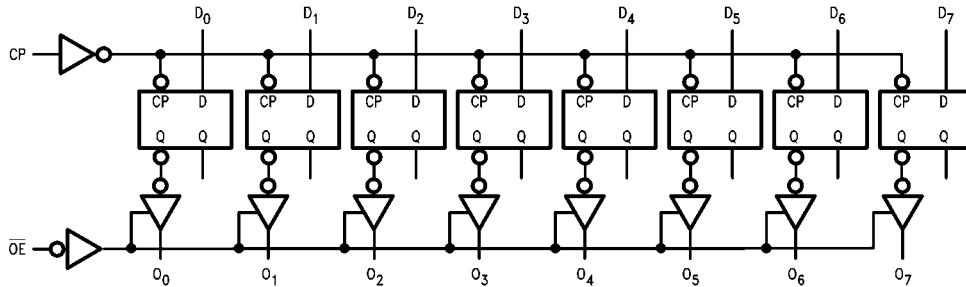 D0 D1 D2 D3 D4 D5 D6 D7
CP
CP D CP D CP D CP D CP D CP D CP D CP D
Q Q Q Q Q Q Q Q Q Q Q Q Q Q Q Q
O̅E̅
O0 O1 O2 O3 O4 O5 O6 O7